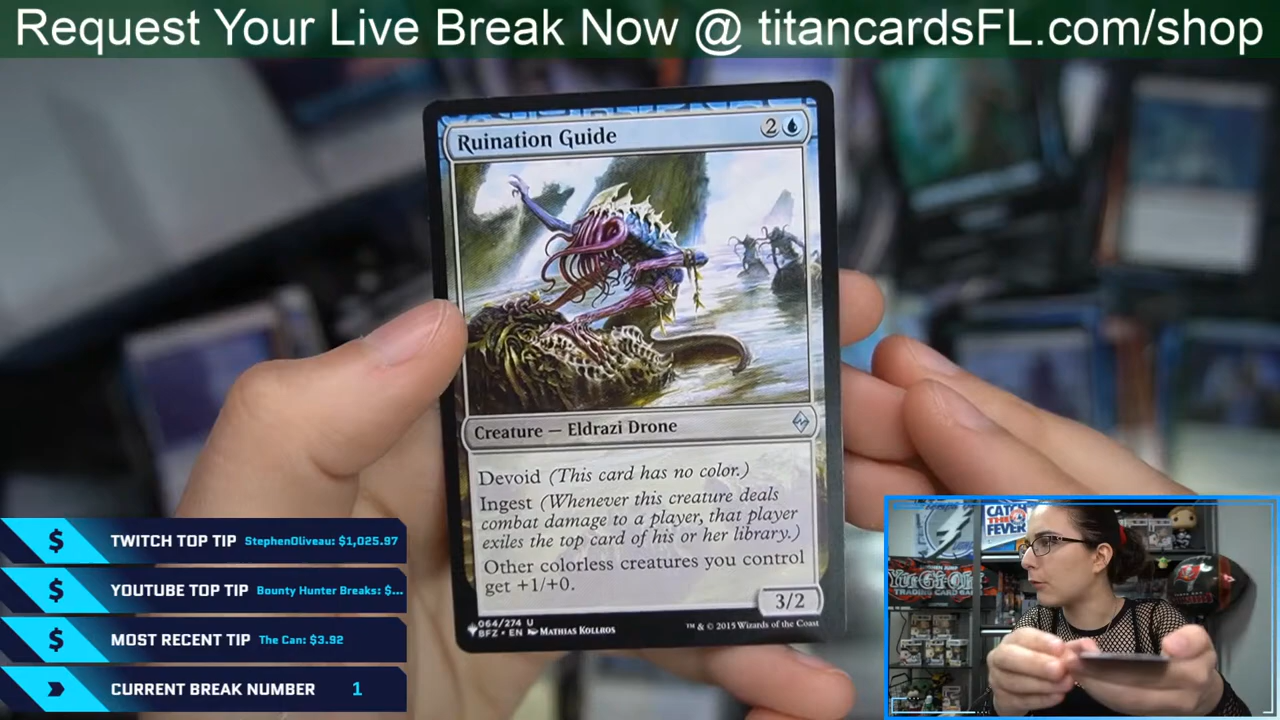 Request Your Live Break Now @ titancardsFL.com/shop
Ruination Guide 2
Creature — Eldrazi Drone
Devoid (This card has no color.)
Ingest (Whenever this creature deals
combat damage to a player, that player
exiles the top card of his or her library.)
Other colorless creatures you control
get +1/+0.
3/2
064/274 U
BFZ • EN Mathias Kollros
™ & © 2015 Wizards of the Coast
TWITCH TOP TIP StephenOliveau: $1,025.97
YOUTUBE TOP TIP Bounty Hunter Breaks: $...
MOST RECENT TIP The Can: $3.92
CURRENT BREAK NUMBER 1
CATCH
THE
FEVER
Yu-Gi-Oh!
TRADING CARD GAME